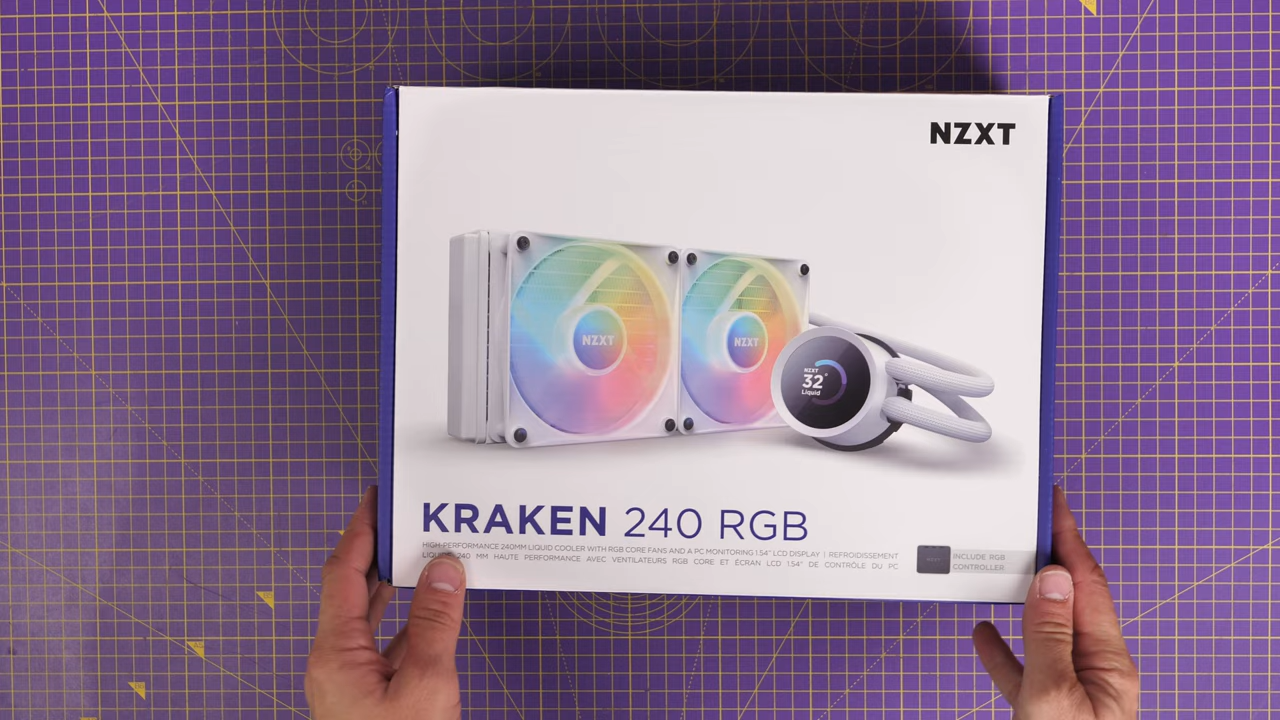 NZXT
NZXT
NZXT
NZXT
32°
Liquid
KRAKEN 240 RGB
HIGH-PERFORMANCE 240MM LIQUID COOLER WITH RGB CORE FANS AND A PC MONITORING 1.54" LCD DISPLAY | REFROIDISSEMENT
LIQUIDE 240 MM HAUTE PERFORMANCE AVEC VENTILATEURS RGB CORE ET ÉCRAN LCD 1.54" DE CONTRÔLE DU PC
NZXT
INCLUDE RGB
CONTROLLER